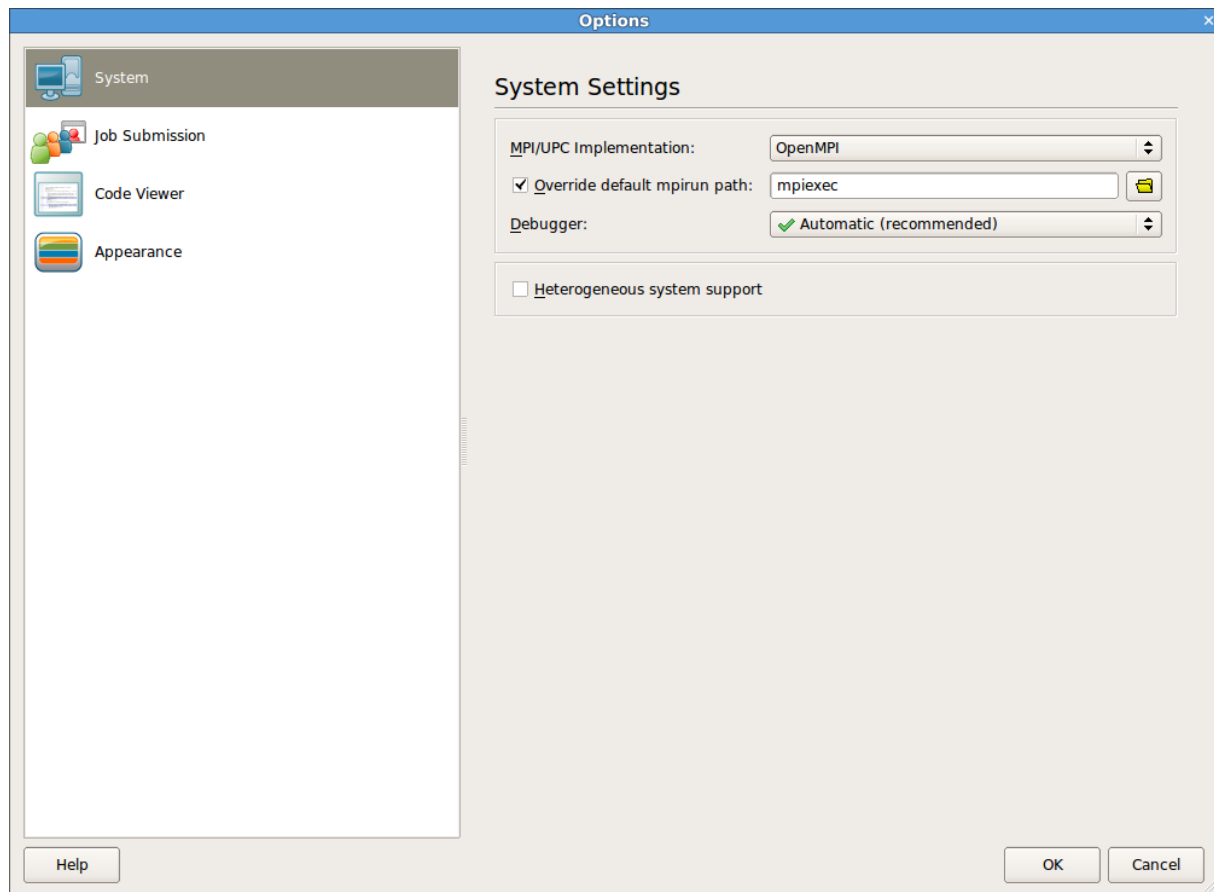 Options
System
Job Submission
Code Viewer
Appearance
System Settings
MPI/UPC Implementation: OpenMPI
Override default mpirun path: mpiexec
Debugger: Automatic (recommended)
Heterogeneous system support
Help
OK
Cancel